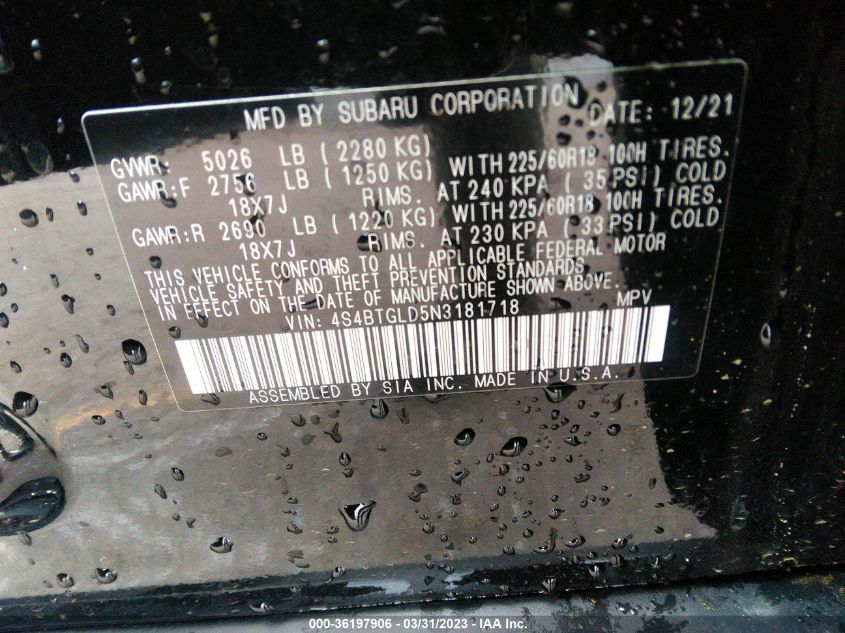 MFD BY SUBARU CORPORATION DATE: 12/21
GVWR: 5026 LB ( 2280 KG)
GAWR:F 2756 LB ( 1250 KG) WITH 225/60R18 100H TIRES.
18X7J RIMS. AT 240 KPA ( 35 PSI) COLD
GAWR:R 2690 LB ( 1220 KG) WITH 225/60R18 100H TIRES.
18X7J RIMS. AT 230 KPA ( 33 PSI) COLD
THIS VEHICLE CONFORMS TO ALL APPLICABLE FEDERAL MOTOR
VEHICLE SAFETY AND THEFT PREVENTION STANDARDS
IN EFFECT ON THE DATE OF MANUFACTURE SHOWN ABOVE.
VIN: 4S4BTGLD5N3181718 MPV
ASSEMBLED BY SIA INC. MADE IN U.S.A.
000-36197906 - 03/31/2023 - IAA Inc.